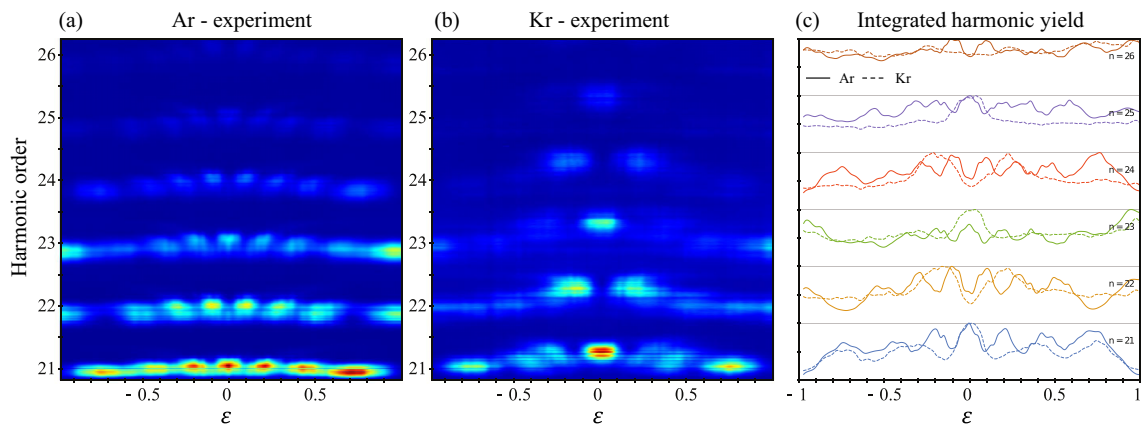 (a) Ar - experiment
(b) Kr - experiment
(c) Integrated harmonic yield
Harmonic order
26
25
24
23
22
21
- 0.5 0 0.5
ε
26
25
24
23
22
21
- 0.5 0 0.5
ε
n = 26
Ar Kr
n = 25
n = 24
n = 23
n = 22
n = 21
- 1 - 0.5 0 0.5 1
ε